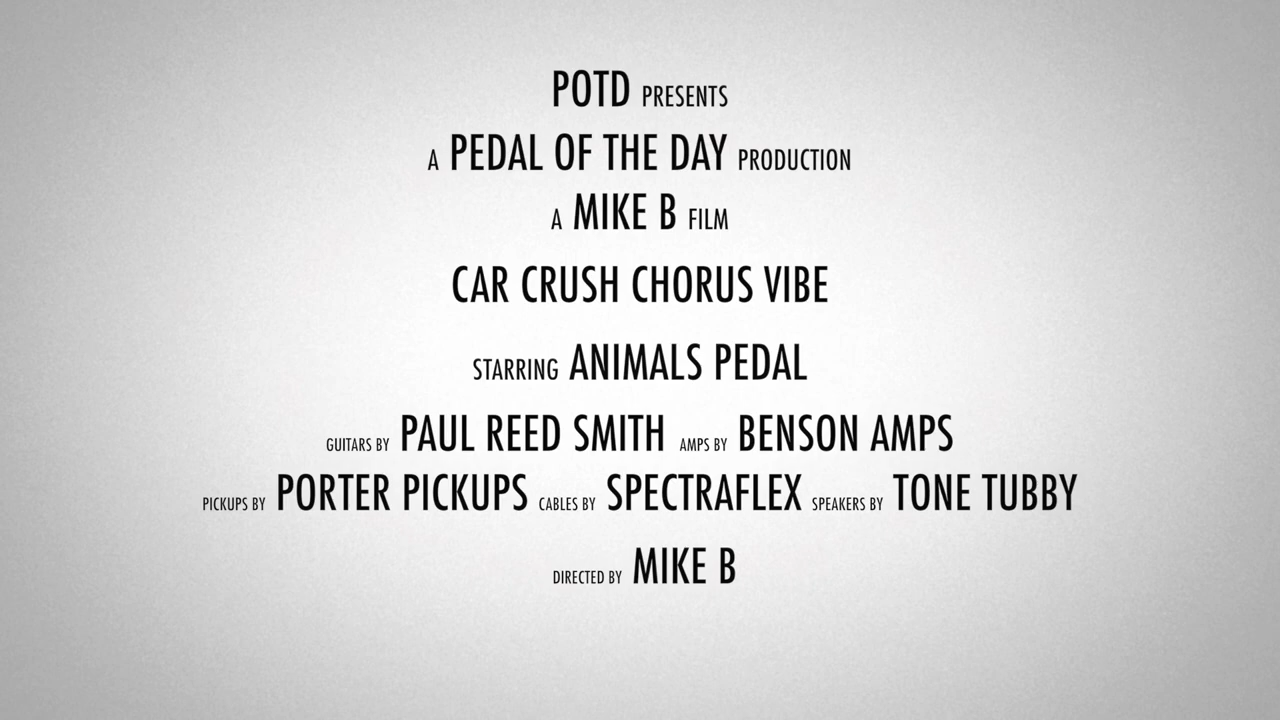 POTD PRESENTS
A PEDAL OF THE DAY PRODUCTION
A MIKE B FILM
CAR CRUSH CHORUS VIBE
STARRING ANIMALS PEDAL
GUITARS BY PAUL REED SMITH AMPS BY BENSON AMPS
PICKUPS BY PORTER PICKUPS CABLES BY SPECTRAFLEX SPEAKERS BY TONE TUBBY
DIRECTED BY MIKE B